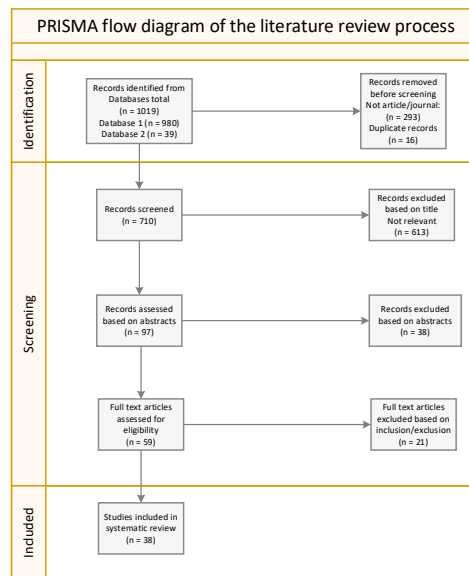 PRISMA flow diagram of the literature review process
Identification
Records identified from
Databases total
(n = 1019)
Database 1 (n = 980)
Database 2 (n = 39)
Records removed
before screening
Not article/journal:
(n = 293)
Duplicate records
(n = 16)
Screening
Records screened
(n = 710)
Records excluded
based on title
Not relevant
(n = 613)
Records assessed
based on abstracts
(n = 97)
Records excluded
based on abstracts
(n = 38)
Full text articles
assessed for
eligibility
(n = 59)
Full text articles
excluded based on
inclusion/exclusion
(n = 21)
Included
Studies included in
systematic review
(n = 38)